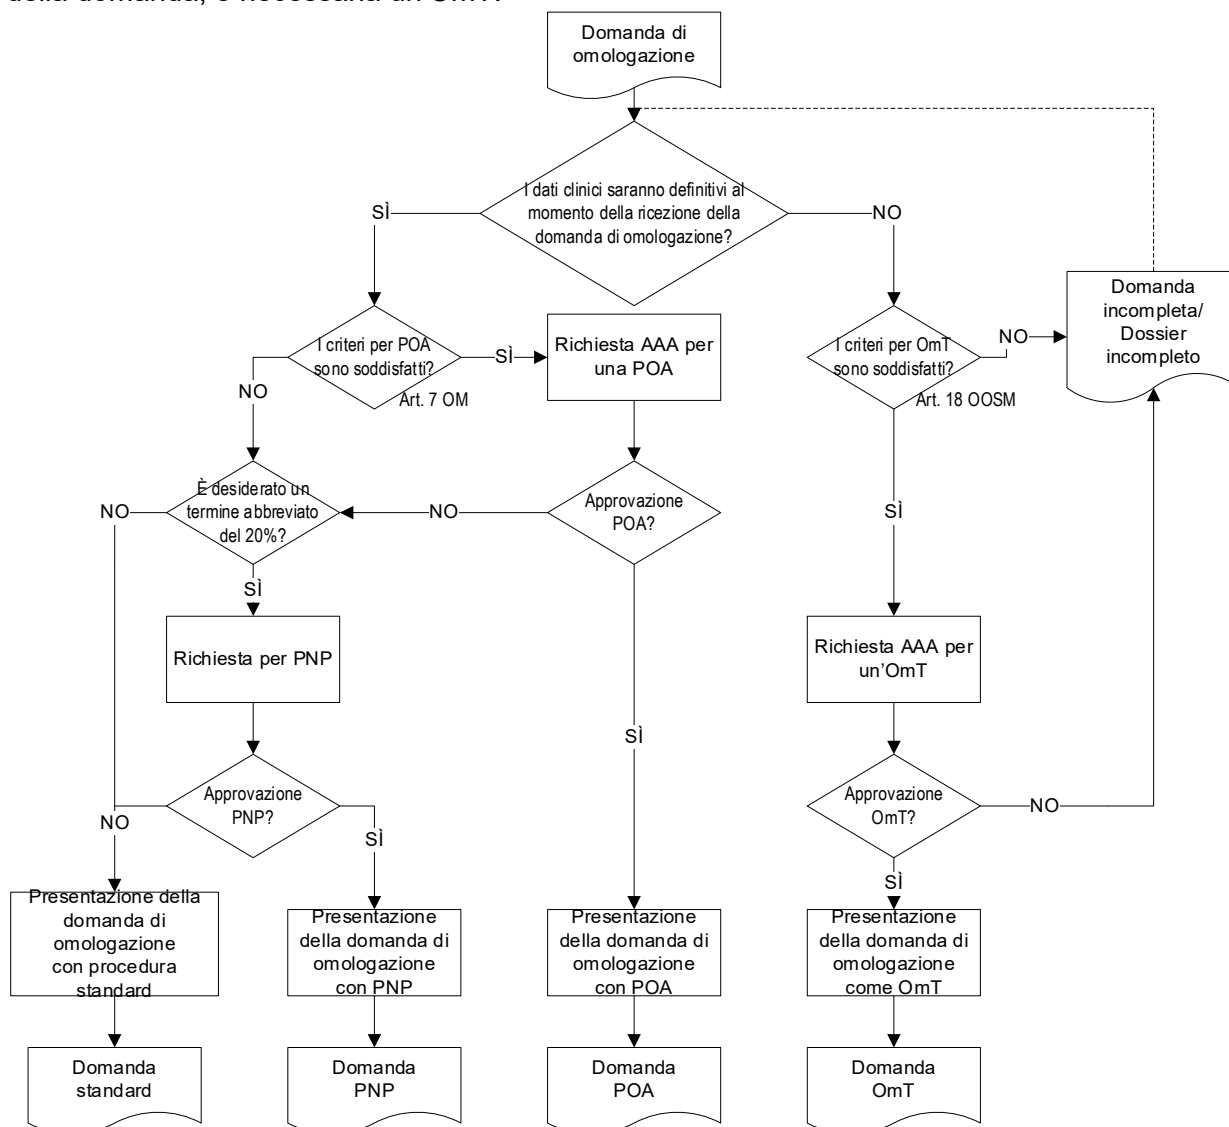 della domanda, è necessaria un'OmT.
Domanda di
omologazione
I dati clinici saranno definitivi al
momento della ricezione della
domanda di omologazione?
SÌ
NO
I criteri per POA
sono soddisfatti?
Art. 7 OM
SÌ
NO
Richiesta AAA per
una POA
I criteri per OmT
sono soddisfatti?
Art. 18 OOSM
NO
Domanda
incompleta/
Dossier
incompleto
È desiderato un
termine abbreviato
del 20%?
NO
NO
Approvazione
POA?
SÌ
SÌ
Richiesta per PNP
Richiesta AAA per
un'OmT
SÌ
Approvazione
PNP?
NO
SÌ
Approvazione
OmT?
NO
SÌ
Presentazione della
domanda di
omologazione
con procedura
standard
Presentazione
della domanda di
omologazione
con PNP
Presentazione
della domanda di
omologazione
con POA
Presentazione
della domanda di
omologazione
come OmT
Domanda
standard
Domanda
PNP
Domanda
POA
Domanda
OmT